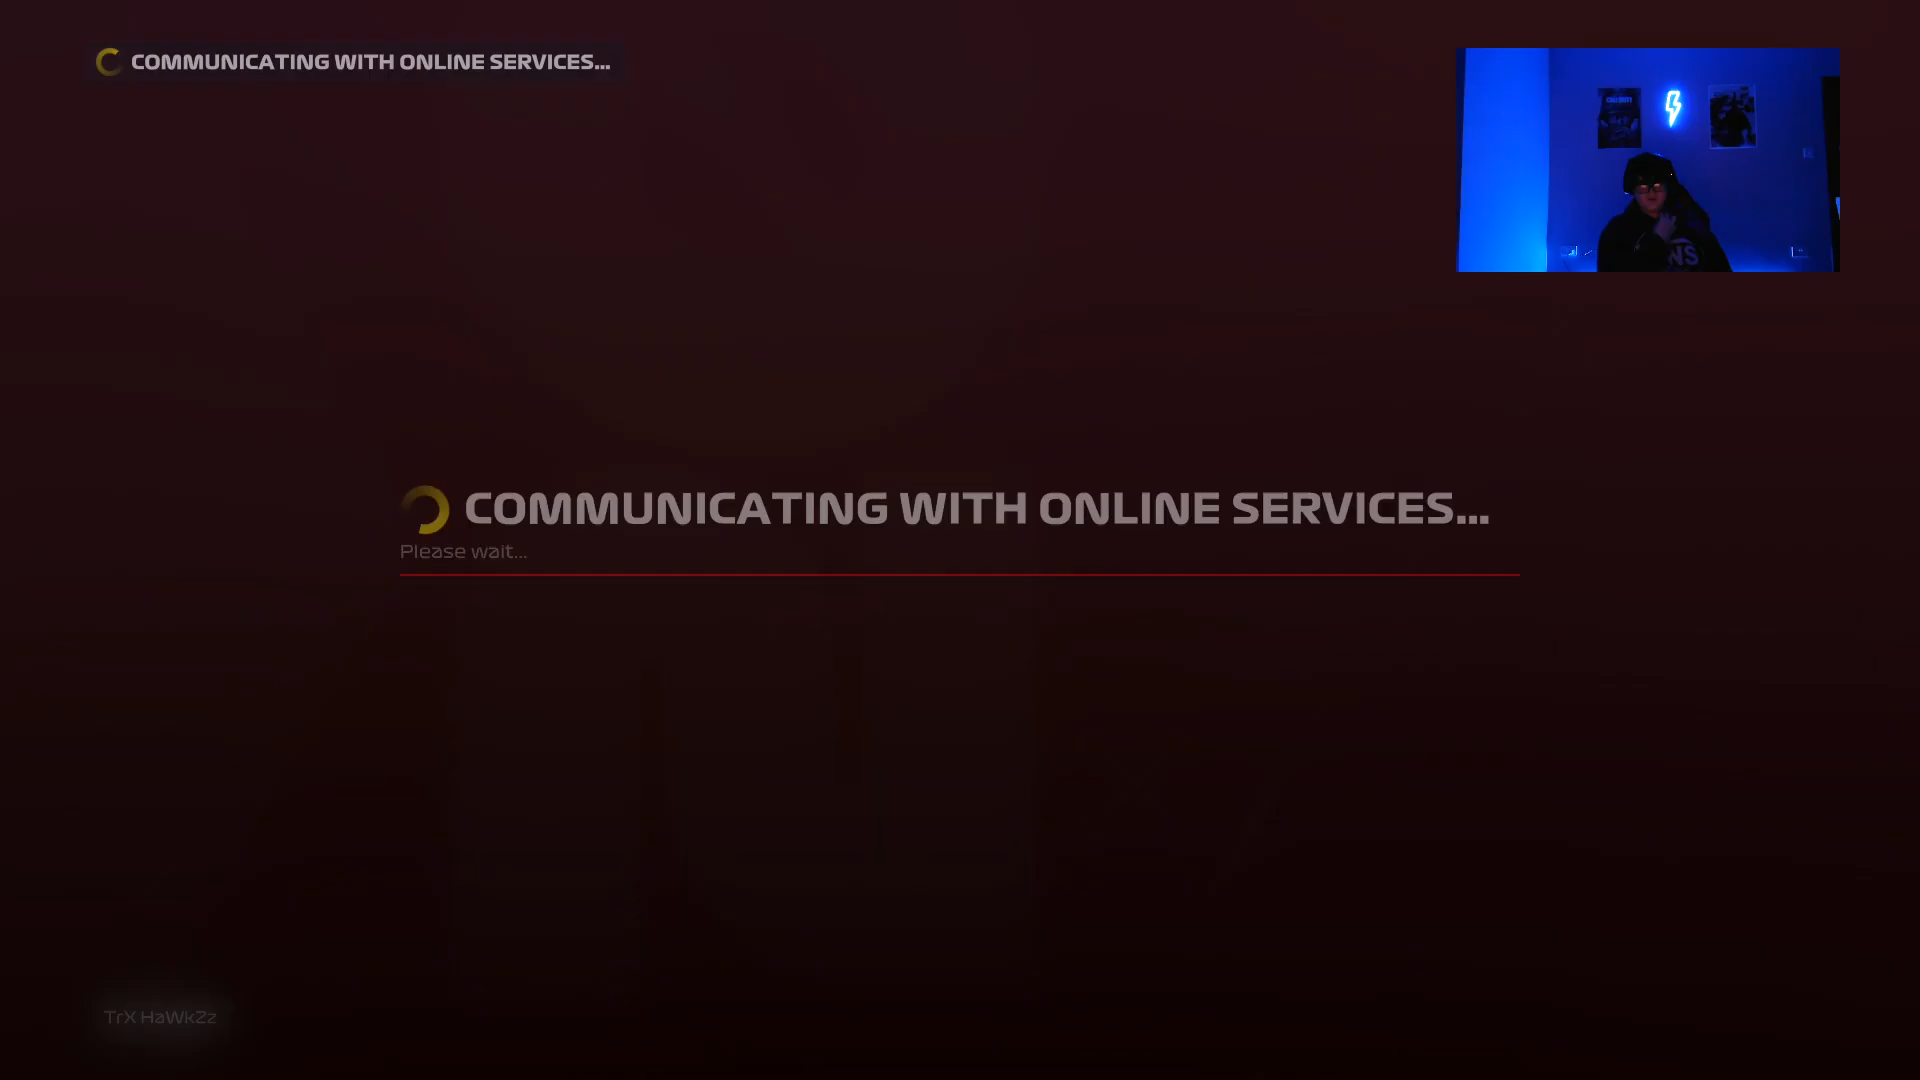 COMMUNICATING WITH ONLINE SERVICES...
COMMUNICATING WITH ONLINE SERVICES...
Please wait...
TrX HaWkZz